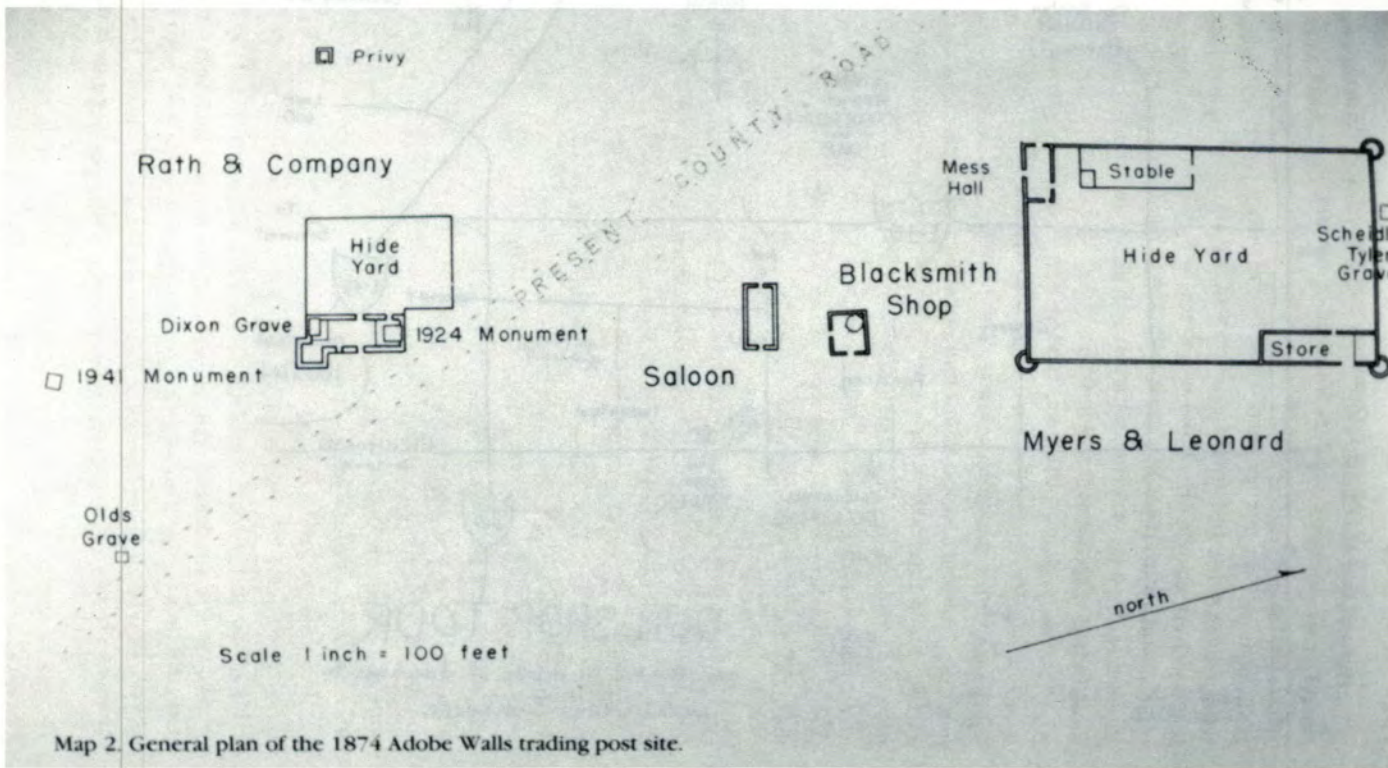 Privy
Rath & Company
PRESENT COUNTY ROAD
Mess
Hall
Stable
Hide
Yard
Hide Yard
Blacksmith
Shop
Dixon Grave
1924 Monument
1941 Monument
Saloon
Store
Myers & Leonard
Olds
Grave
north
Scale 1 inch = 100 feet
Map 2. General plan of the 1874 Adobe Walls trading post site.